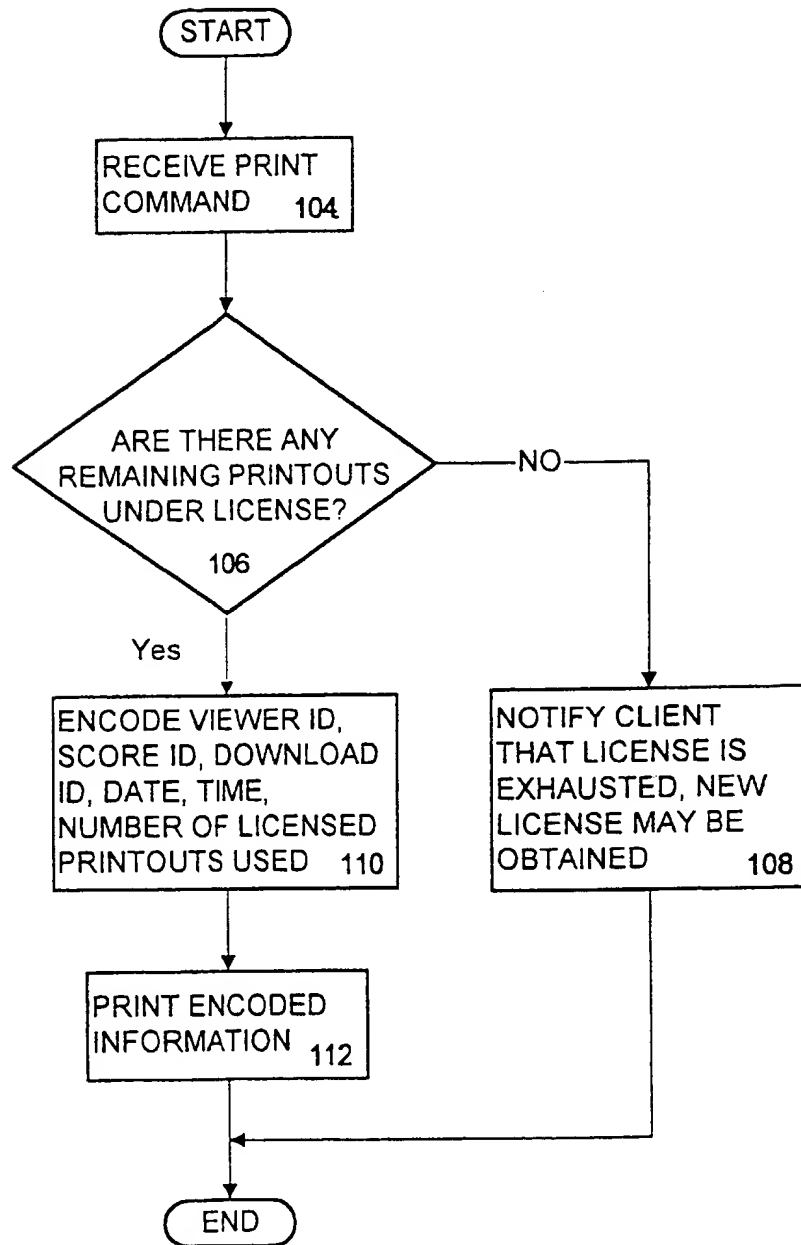 START
RECEIVE PRINT
COMMAND 104
ARE THERE ANY
REMAINING PRINTOUTS
UNDER LICENSE?
106
NO
Yes
ENCODE VIEWER ID,
SCORE ID, DOWNLOAD
ID, DATE, TIME,
NUMBER OF LICENSED
PRINTOUTS USED 110
NOTIFY CLIENT
THAT LICENSE IS
EXHAUSTED, NEW
LICENSE MAY BE
OBTAINED 108
PRINT ENCODED
INFORMATION 112
END